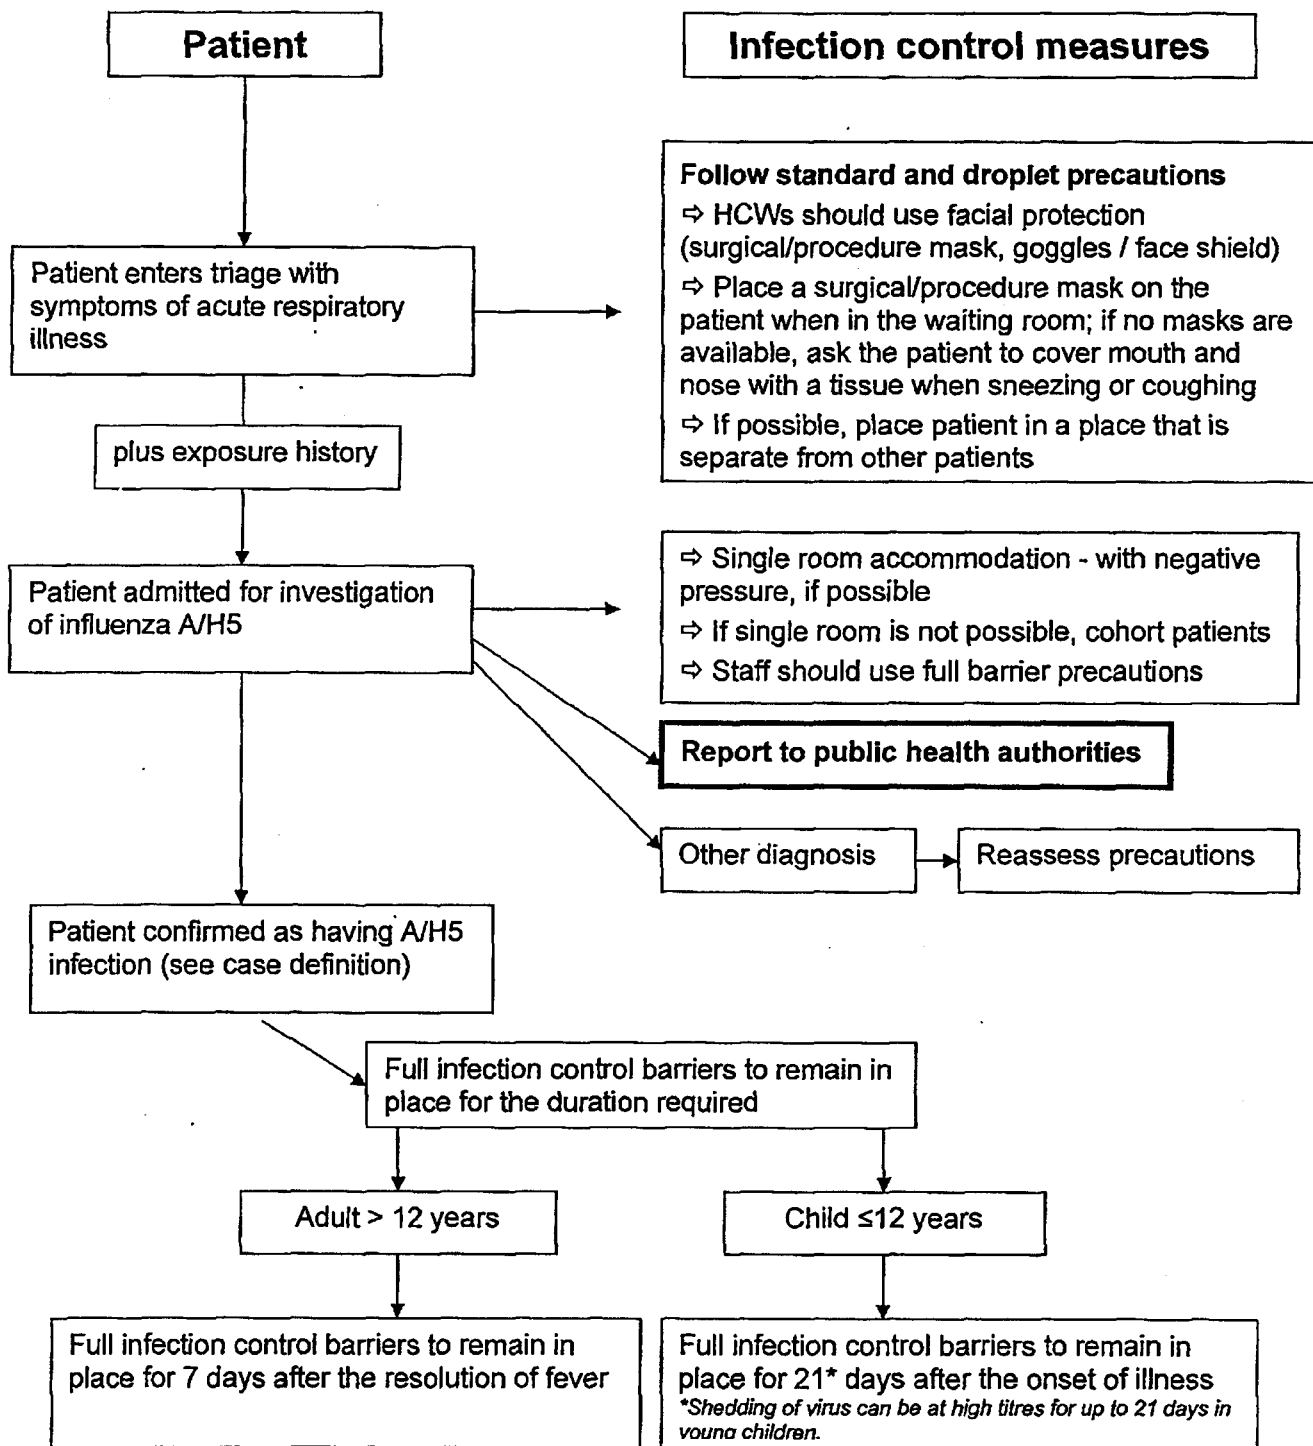 Patient
Infection control measures
Follow standard and droplet precautions
⇨ HCWs should use facial protection
(surgical/procedure mask, goggles / face shield)
⇨ Place a surgical/procedure mask on the
patient when in the waiting room; if no masks are
available, ask the patient to cover mouth and
nose with a tissue when sneezing or coughing
⇨ If possible, place patient in a place that is
separate from other patients
Patient enters triage with
symptoms of acute respiratory
illness
plus exposure history
Patient admitted for investigation
of influenza A/H5
⇨ Single room accommodation - with negative
pressure, if possible
⇨ If single room is not possible, cohort patients
⇨ Staff should use full barrier precautions
Report to public health authorities
Other diagnosis
Reassess precautions
Patient confirmed as having A/H5
infection (see case definition)
Full infection control barriers to remain in
place for the duration required
Adult > 12 years
Child ≤12 years
Full infection control barriers to remain in
place for 7 days after the resolution of fever
Full infection control barriers to remain in
place for 21* days after the onset of illness
*Shedding of virus can be at high titres for up to 21 days in
young children.